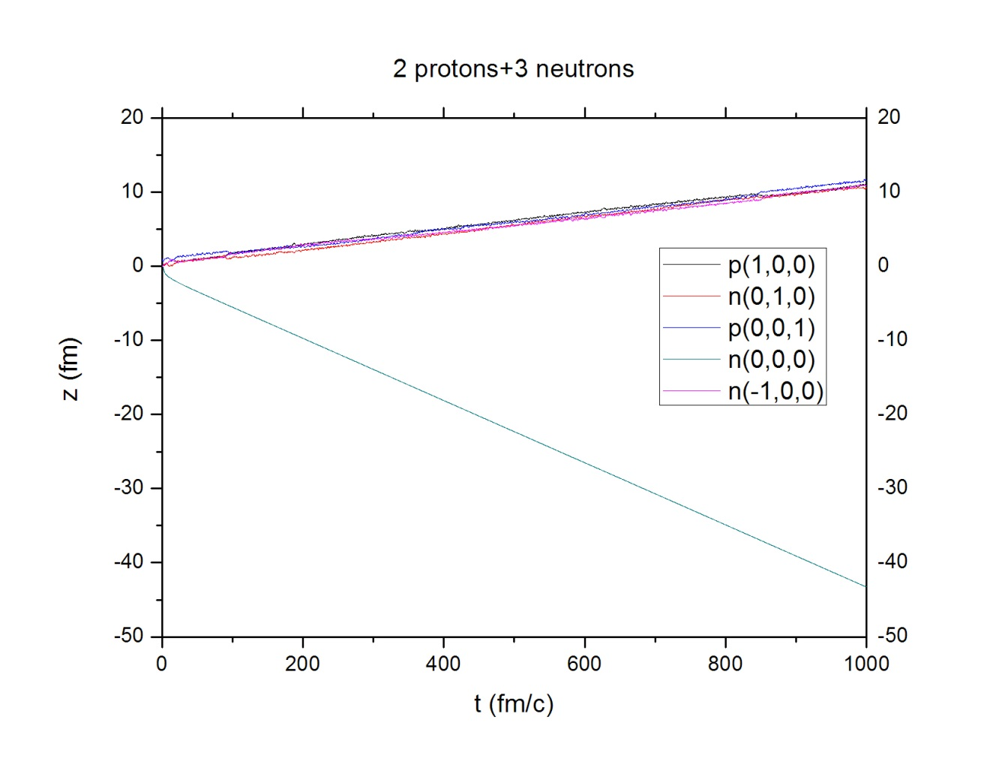 2 protons+3 neutrons
20
10
0
-10
-20
-30
-40
-50
20
10
0
-10
-20
-30
-40
-50
z (fm)
p(1,0,0)
n(0,1,0)
p(0,0,1)
n(0,0,0)
n(-1,0,0)
0 200 400 600 800 1000
t (fm/c)